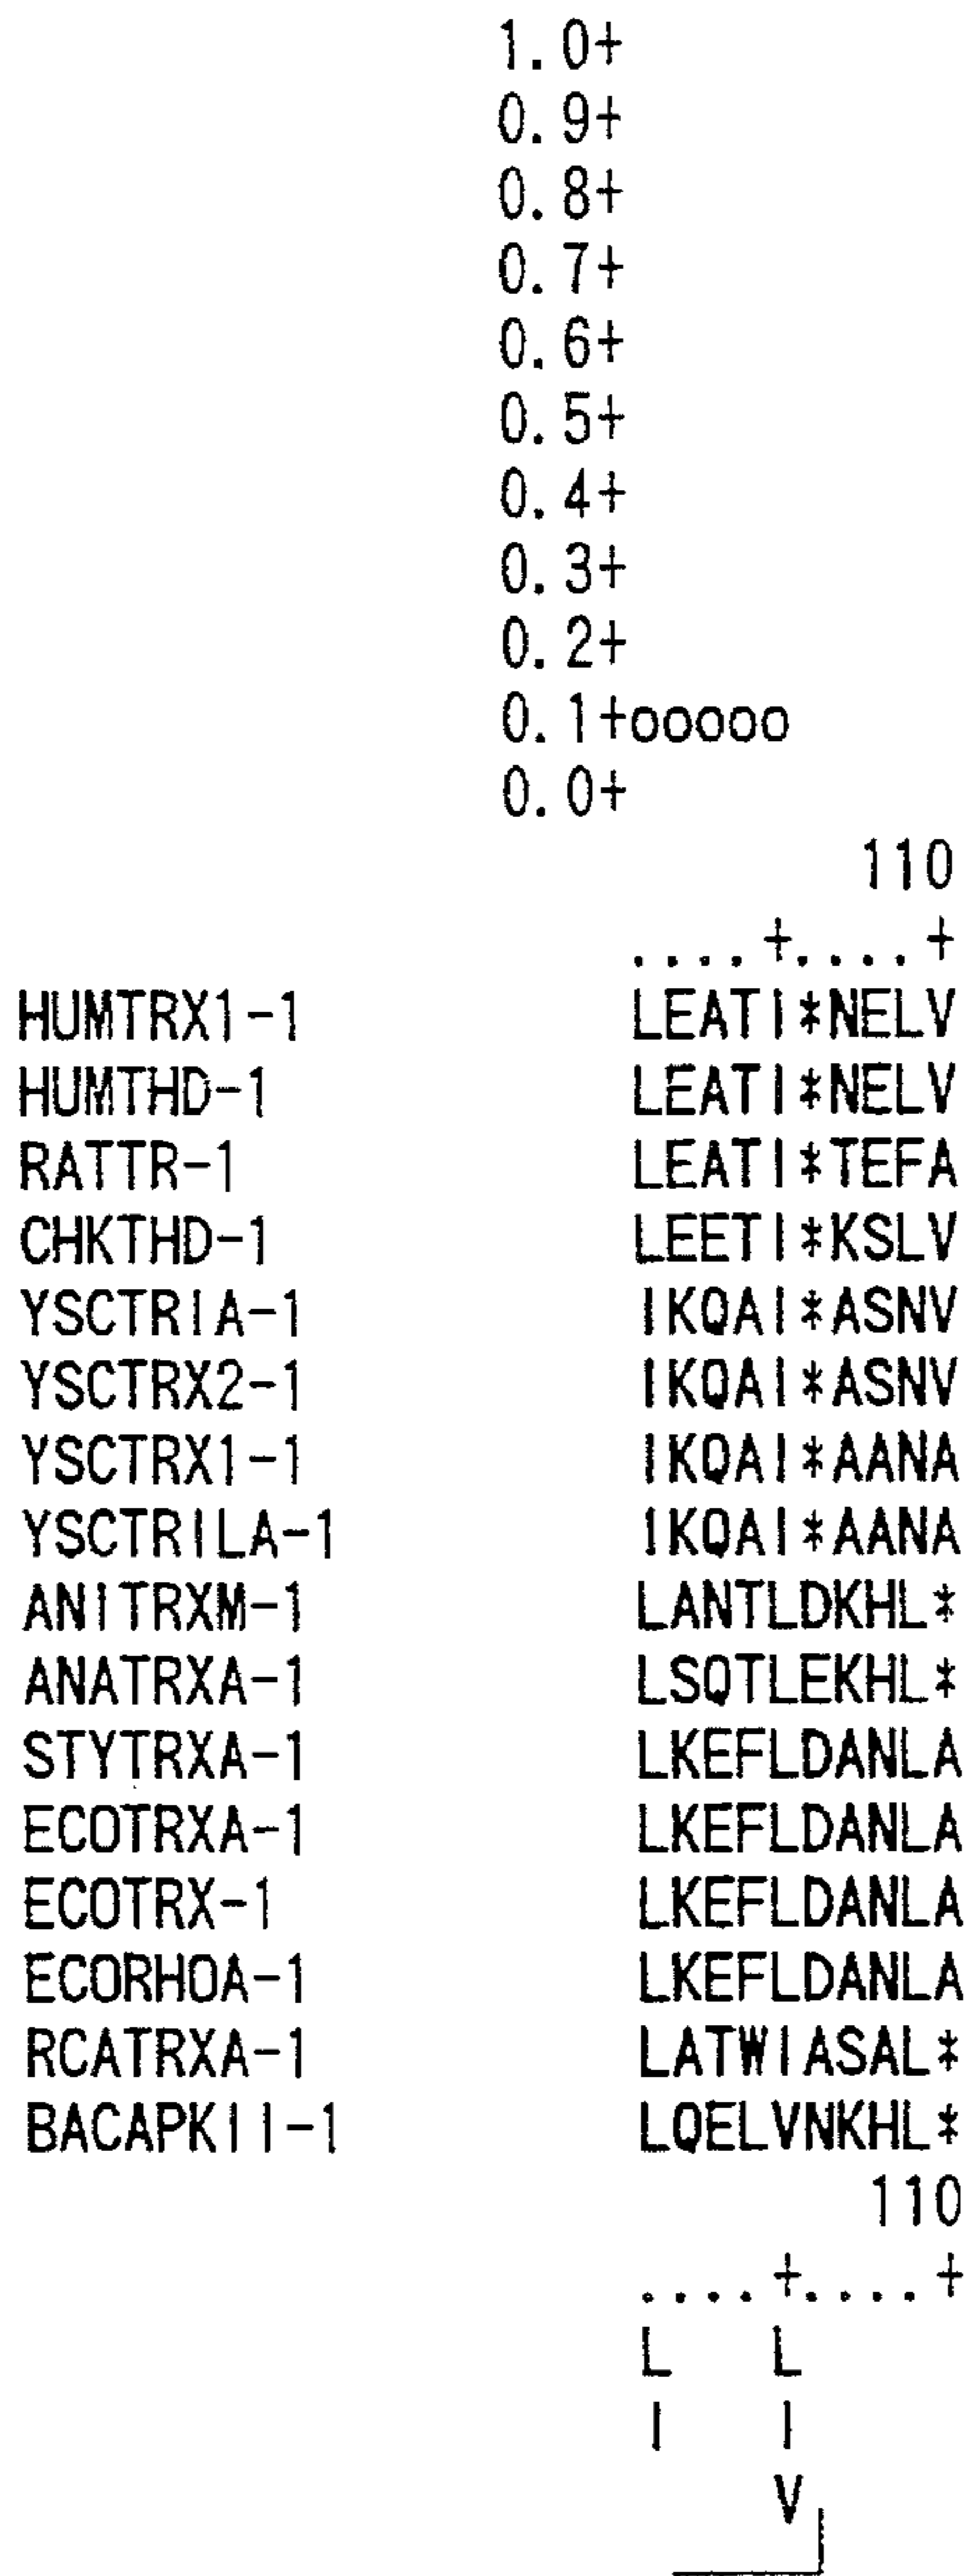 1.0+
0.9+
0.8+
0.7+
0.6+
0.5+
0.4+
0.3+
0.2+
0.1+ooooo
0.0+
110
....+....+
HUMTRX1-1 LEATI*NELV
HUMTHD-1 LEATI*NELV
RATTR-1 LEATI*TEFA
CHKTHD-1 LEETI*KSLV
YSCTRIA-1 IKQAI*ASNV
YSCTRX2-1 IKQAI*ASNV
YSCTRX1-1 IKQAI*AANA
YSCTRILA-1 IKQAI*AANA
ANITRXM-1 LANTLDKHL*
ANATRXA-1 LSQTLEKHL*
STYTRXA-1 LKEFLDANLA
ECOTRXA-1 LKEFLDANLA
ECOTRX-1 LKEFLDANLA
ECORHOA-1 LKEFLDANLA
RCATRXA-1 LATWIASAL*
BACAPKII-1 LQELVNKHL*
110
....+....+
L L
I I
V